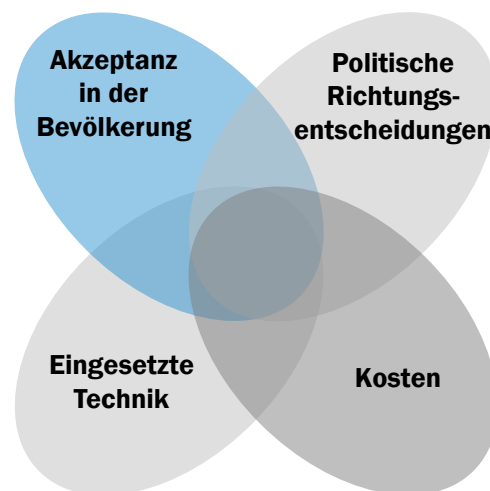 Akzeptanz
in der
Bevölkerung
Politische
Richtungs-
entscheidungen
Eingesetzte
Technik
Kosten